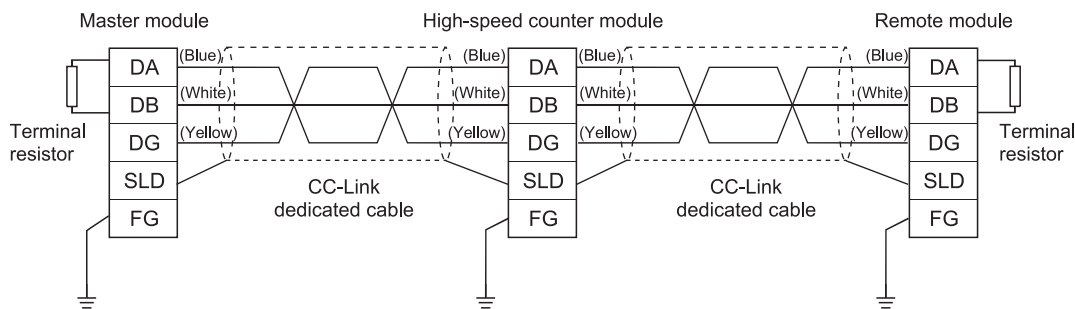 Master module
High-speed counter module
Remote module
DA
(Blue)
(Blue)
DA
(Blue)
(Blue)
DA
DB
(White)
(White)
DB
(White)
(White)
DB
DG
(Yellow)
(Yellow)
DG
(Yellow)
(Yellow)
DG
Terminal
resistor
Terminal
resistor
SLD
SLD
SLD
CC-Link
dedicated cable
CC-Link
dedicated cable
FG
FG
FG